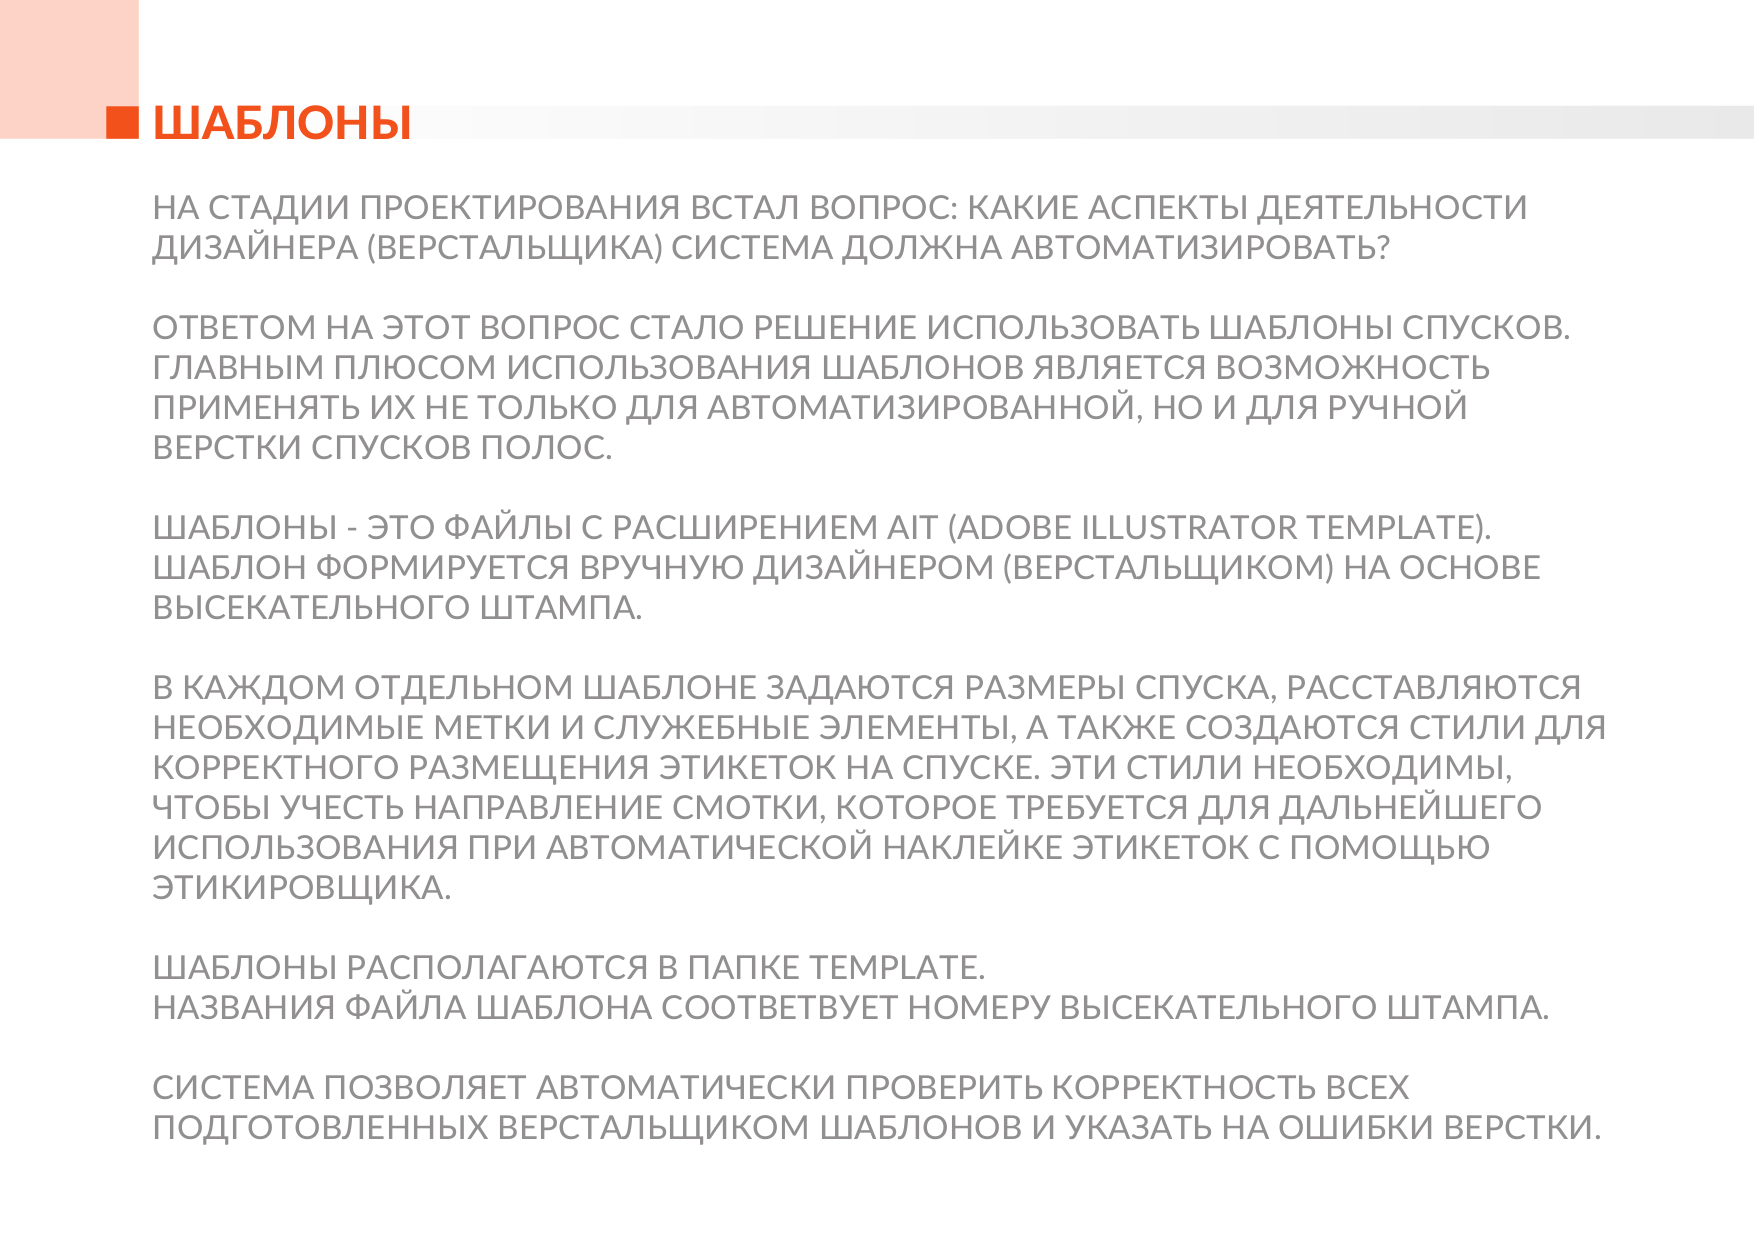 ШАБЛОНЫ
НА СТАДИИ ПРОЕКТИРОВАНИЯ ВСТАЛ ВОПРОС: КАКИЕ АСПЕКТЫ ДЕЯТЕЛЬНОСТИ
ДИЗАЙНЕРА (ВЕРСТАЛЬЩИКА) СИСТЕМА ДОЛЖНА АВТОМАТИЗИРОВАТЬ?
ОТВЕТОМ НА ЭТОТ ВОПРОС СТАЛО РЕШЕНИЕ ИСПОЛЬЗОВАТЬ ШАБЛОНЫ СПУСКОВ.
ГЛАВНЫМ ПЛЮСОМ ИСПОЛЬЗОВАНИЯ ШАБЛОНОВ ЯВЛЯЕТСЯ ВОЗМОЖНОСТЬ
ПРИМЕНЯТЬ ИХ НЕ ТОЛЬКО ДЛЯ АВТОМАТИЗИРОВАННОЙ, НО И ДЛЯ РУЧНОЙ
ВЕРСТКИ СПУСКОВ ПОЛОС.
ШАБЛОНЫ - ЭТО ФАЙЛЫ С РАСШИРЕНИЕМ AIT (ADOBE ILLUSTRATOR TEMPLATE).
ШАБЛОН ФОРМИРУЕТСЯ ВРУЧНУЮ ДИЗАЙНЕРОМ (ВЕРСТАЛЬЩИКОМ) НА ОСНОВЕ
ВЫСЕКАТЕЛЬНОГО ШТАМПА.
В КАЖДОМ ОТДЕЛЬНОМ ШАБЛОНЕ ЗАДАЮТСЯ РАЗМЕРЫ СПУСКА, РАССТАВЛЯЮТСЯ
НЕОБХОДИМЫЕ МЕТКИ И СЛУЖЕБНЫЕ ЭЛЕМЕНТЫ, А ТАКЖЕ СОЗДАЮТСЯ СТИЛИ ДЛЯ
КОРРЕКТНОГО РАЗМЕЩЕНИЯ ЭТИКЕТОК НА СПУСКЕ. ЭТИ СТИЛИ НЕОБХОДИМЫ,
ЧТОБЫ УЧЕСТЬ НАПРАВЛЕНИЕ СМОТКИ, КОТОРОЕ ТРЕБУЕТСЯ ДЛЯ ДАЛЬНЕЙШЕГО
ИСПОЛЬЗОВАНИЯ ПРИ АВТОМАТИЧЕСКОЙ НАКЛЕЙКЕ ЭТИКЕТОК С ПОМОЩЬЮ
ЭТИКИРОВЩИКА.
ШАБЛОНЫ РАСПОЛАГАЮТСЯ В ПАПКЕ TEMPLATE.
НАЗВАНИЯ ФАЙЛА ШАБЛОНА СООТВЕТВУЕТ НОМЕРУ ВЫСЕКАТЕЛЬНОГО ШТАМПА.
СИСТЕМА ПОЗВОЛЯЕТ АВТОМАТИЧЕСКИ ПРОВЕРИТЬ КОРРЕКТНОСТЬ ВСЕХ
ПОДГОТОВЛЕННЫХ ВЕРСТАЛЬЩИКОМ ШАБЛОНОВ И УКАЗАТЬ НА ОШИБКИ ВЕРСТКИ.